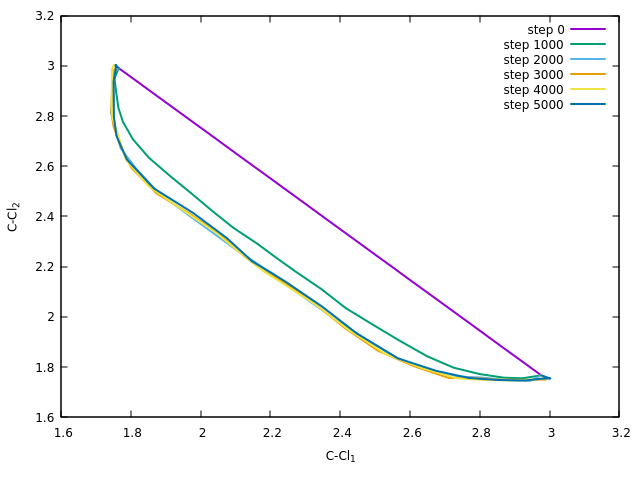 3.2
3
2.8
2.6
2.4
2.2
2
1.8
1.6
C-Cl₂
step 0
step 1000
step 2000
step 3000
step 4000
step 5000
1.6 1.8 2 2.2 2.4 2.6 2.8 3 3.2
C-Cl₁